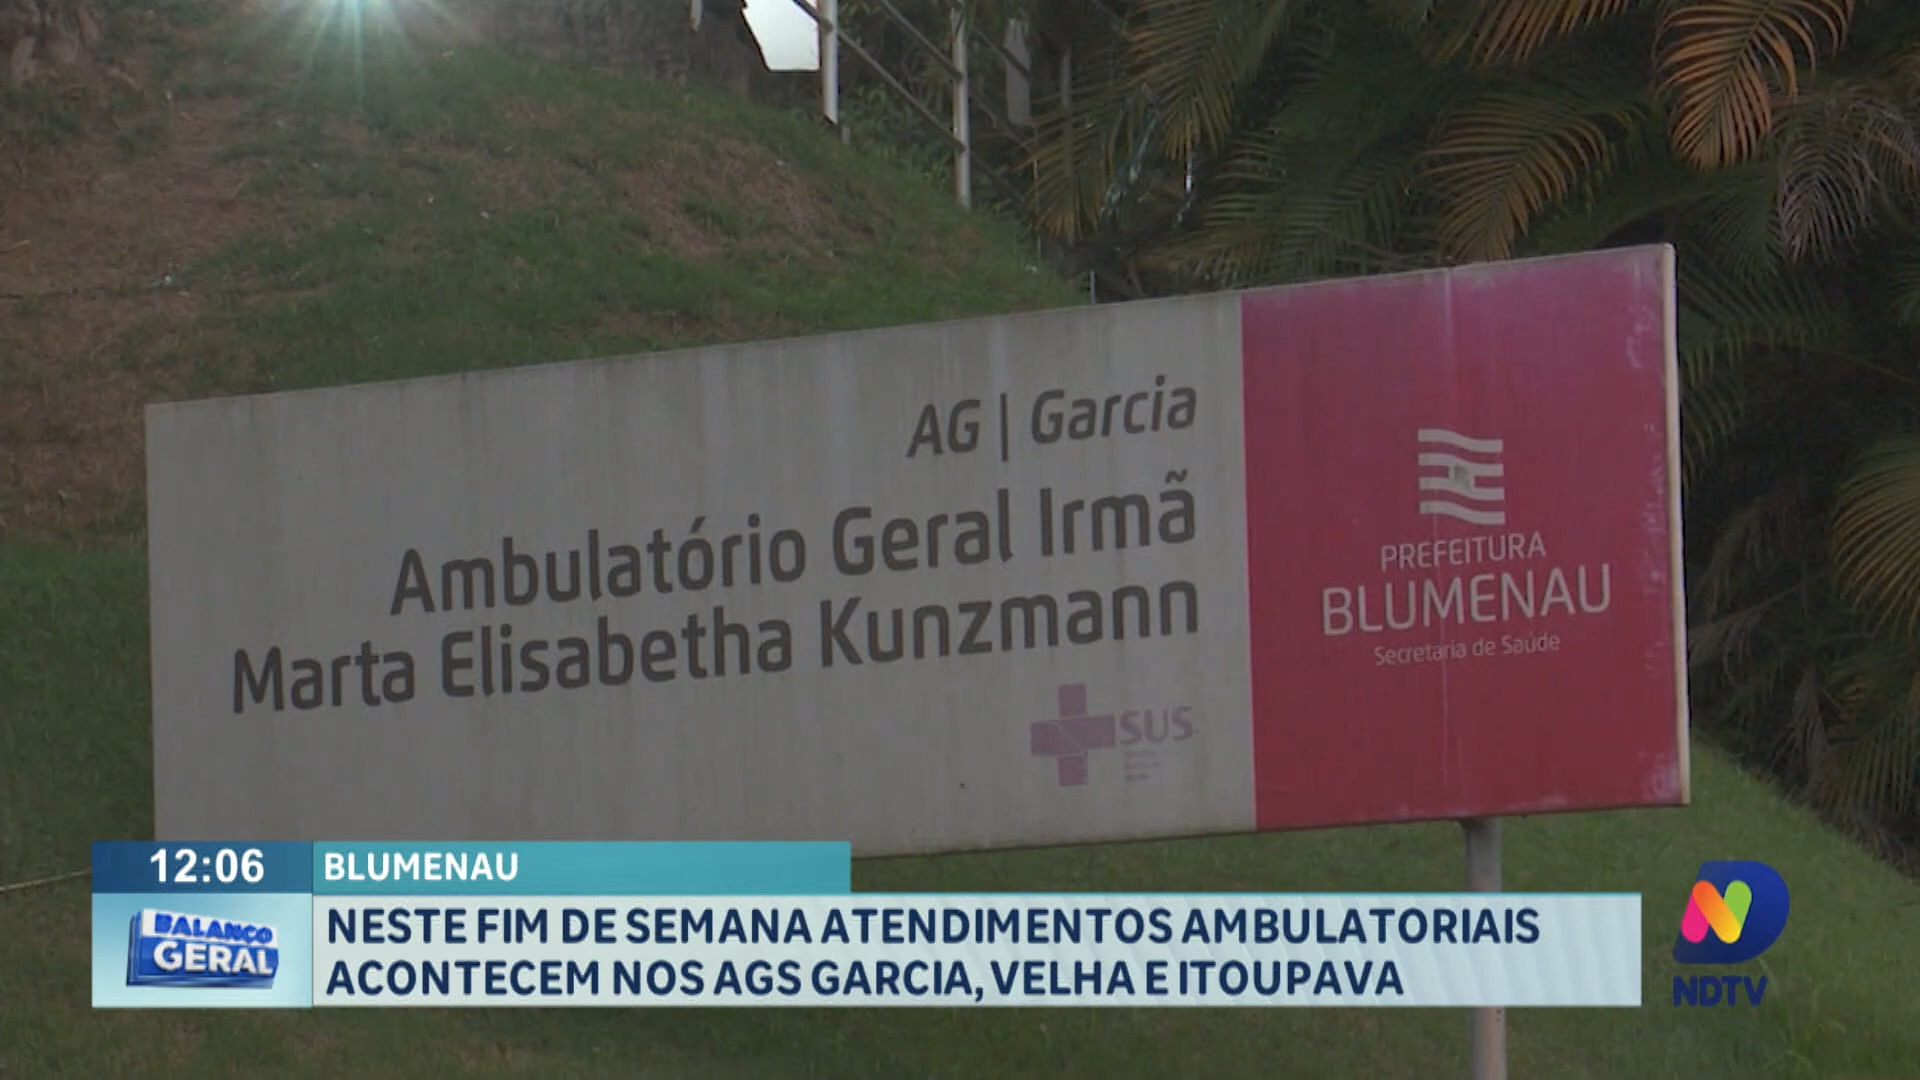 AG | Garcia
Ambulatório Geral Irmã
Marta Elisabetha Kunzmann
SUS
PREFEITURA
BLUMENAU
Secretaria de Saúde
12:06
BLUMENAU
BALANÇO
GERAL
NESTE FIM DE SEMANA ATENDIMENTOS AMBULATORIAIS
ACONTECEM NOS AGS GARCIA, VELHA E ITOUPAVA
NDTV